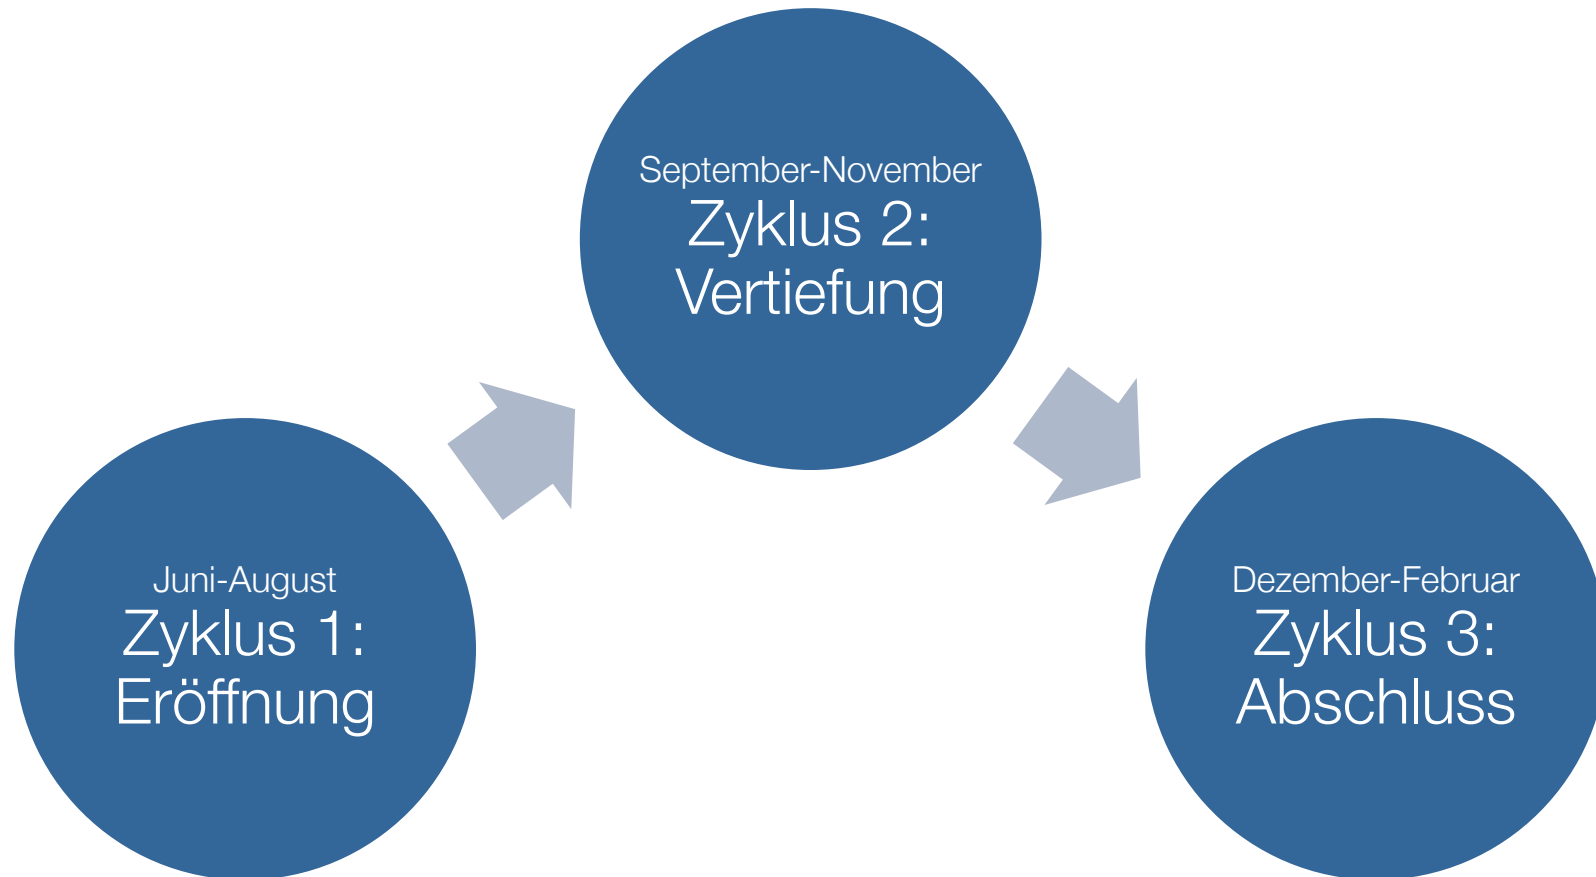 Juni-August
Zyklus 1:
Eröffnung
September-November
Zyklus 2:
Vertiefung
Dezember-Februar
Zyklus 3:
Abschluss